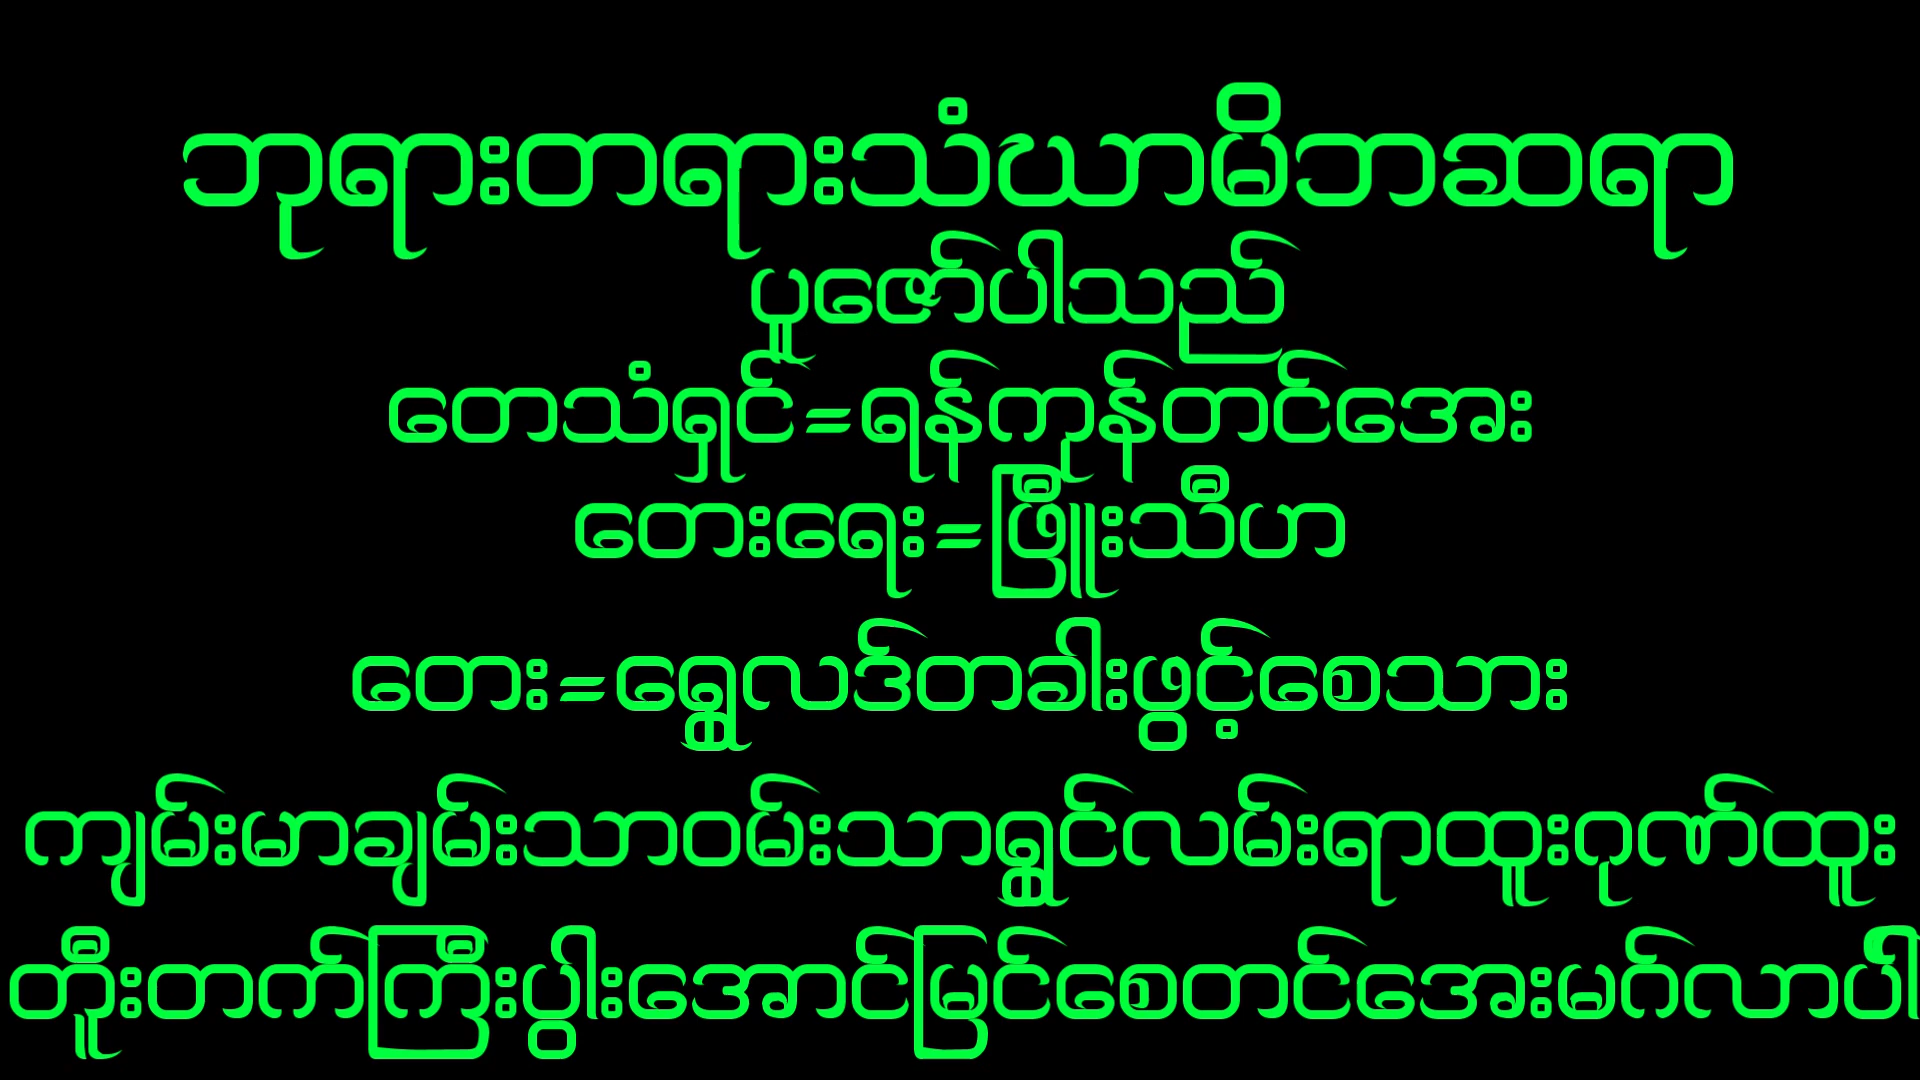 ဘုရားတရားသံဃာမိဘဆရာ
ပူဇော်ပါသည်
တေသံရှင်=ရန်ကုန်တင်အေး
တေးရေး=ဖြီူးသီဟ
တေး=ရွှေလဒ်တခါးဖွင့်စေသား
ကျမ်းမာချမ်းသာဝမ်းသာရွှင်လမ်းရာထူးဂုဏ်ထူး
တီူးတက်ကြီးပွါးအောင်မြင်စေတင်အေးမင်္ဂလာပါ